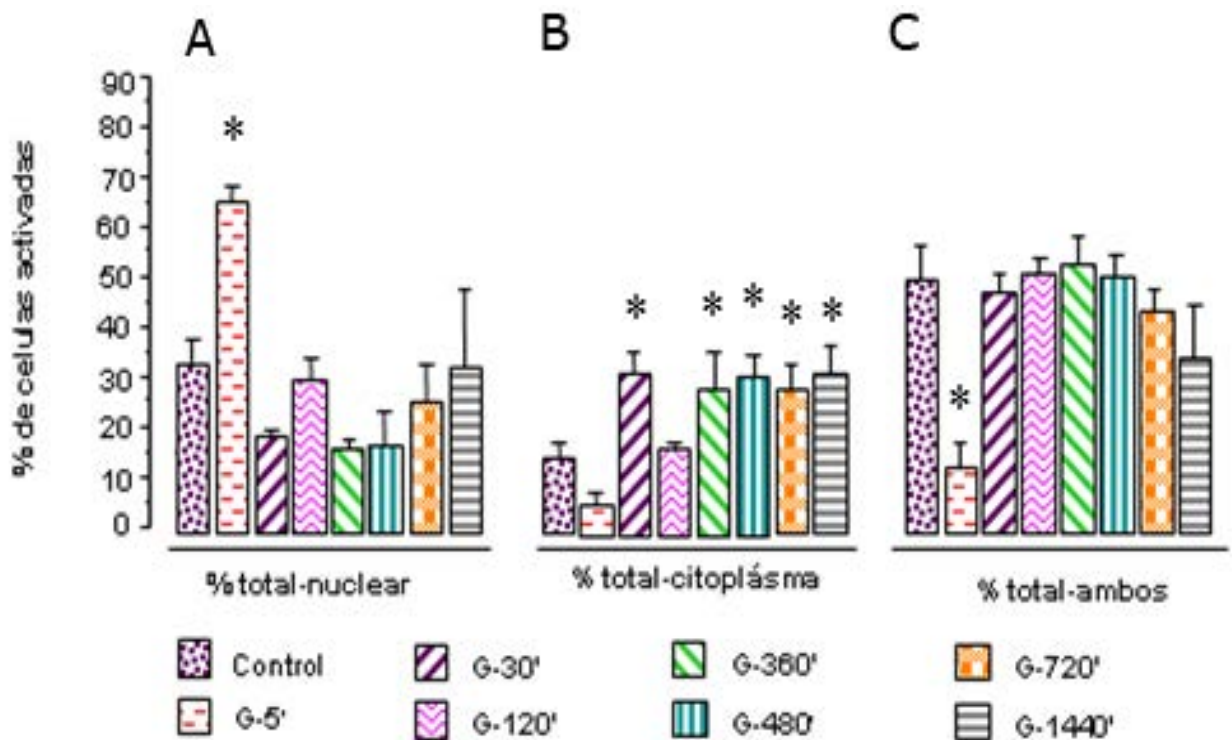 A B C
% de celulas activadas
90
80
70
60
50
40
30
20
10
0
*
* * * * *
*
% total-nuclear % total-citoplásma % total-ambos
Control G-30' G-360' G-720'
G-5' G-120' G-480' G-1440'